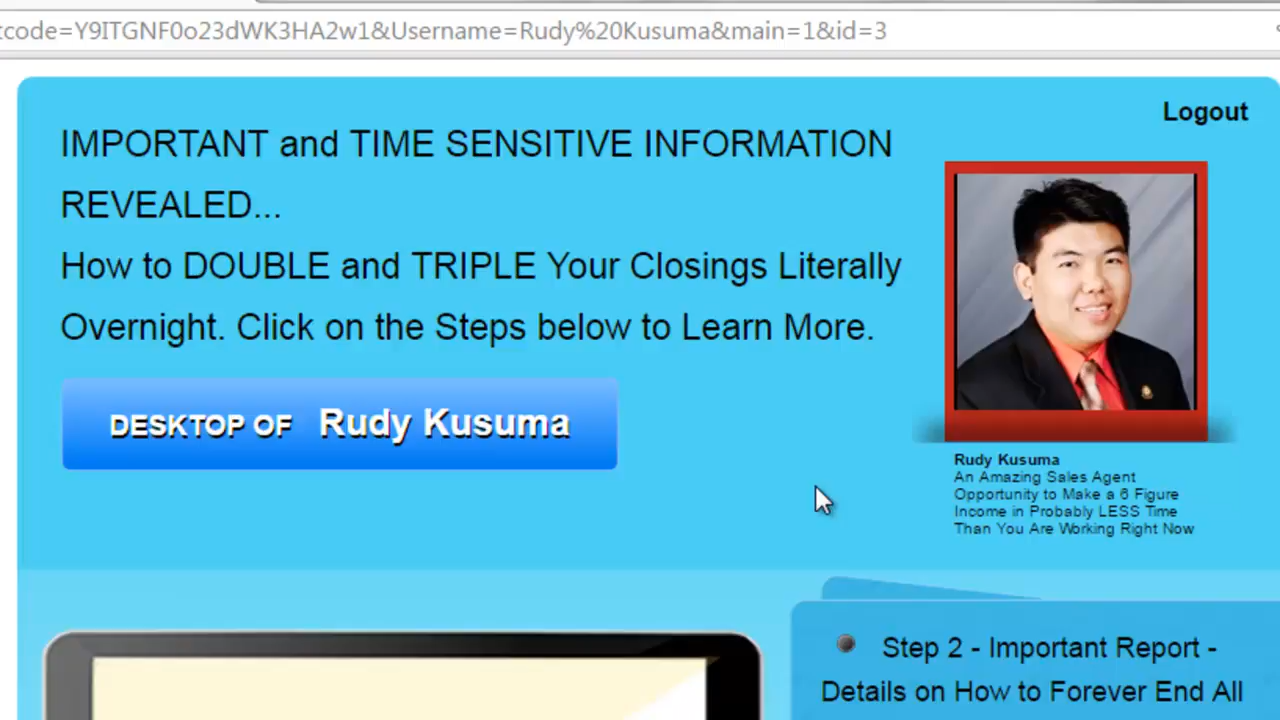 tcode=Y9ITGNF0o23dWK3HA2w1&Username=Rudy%20Kusuma&main=1&id=3
Logout
IMPORTANT and TIME SENSITIVE INFORMATION
REVEALED...
How to DOUBLE and TRIPLE Your Closings Literally
Overnight. Click on the Steps below to Learn More.
DESKTOP OF Rudy Kusuma
Rudy Kusuma
An Amazing Sales Agent
Opportunity to Make a 6 Figure
Income in Probably LESS Time
Than You Are Working Right Now
Step 2 - Important Report -
Details on How to Forever End All